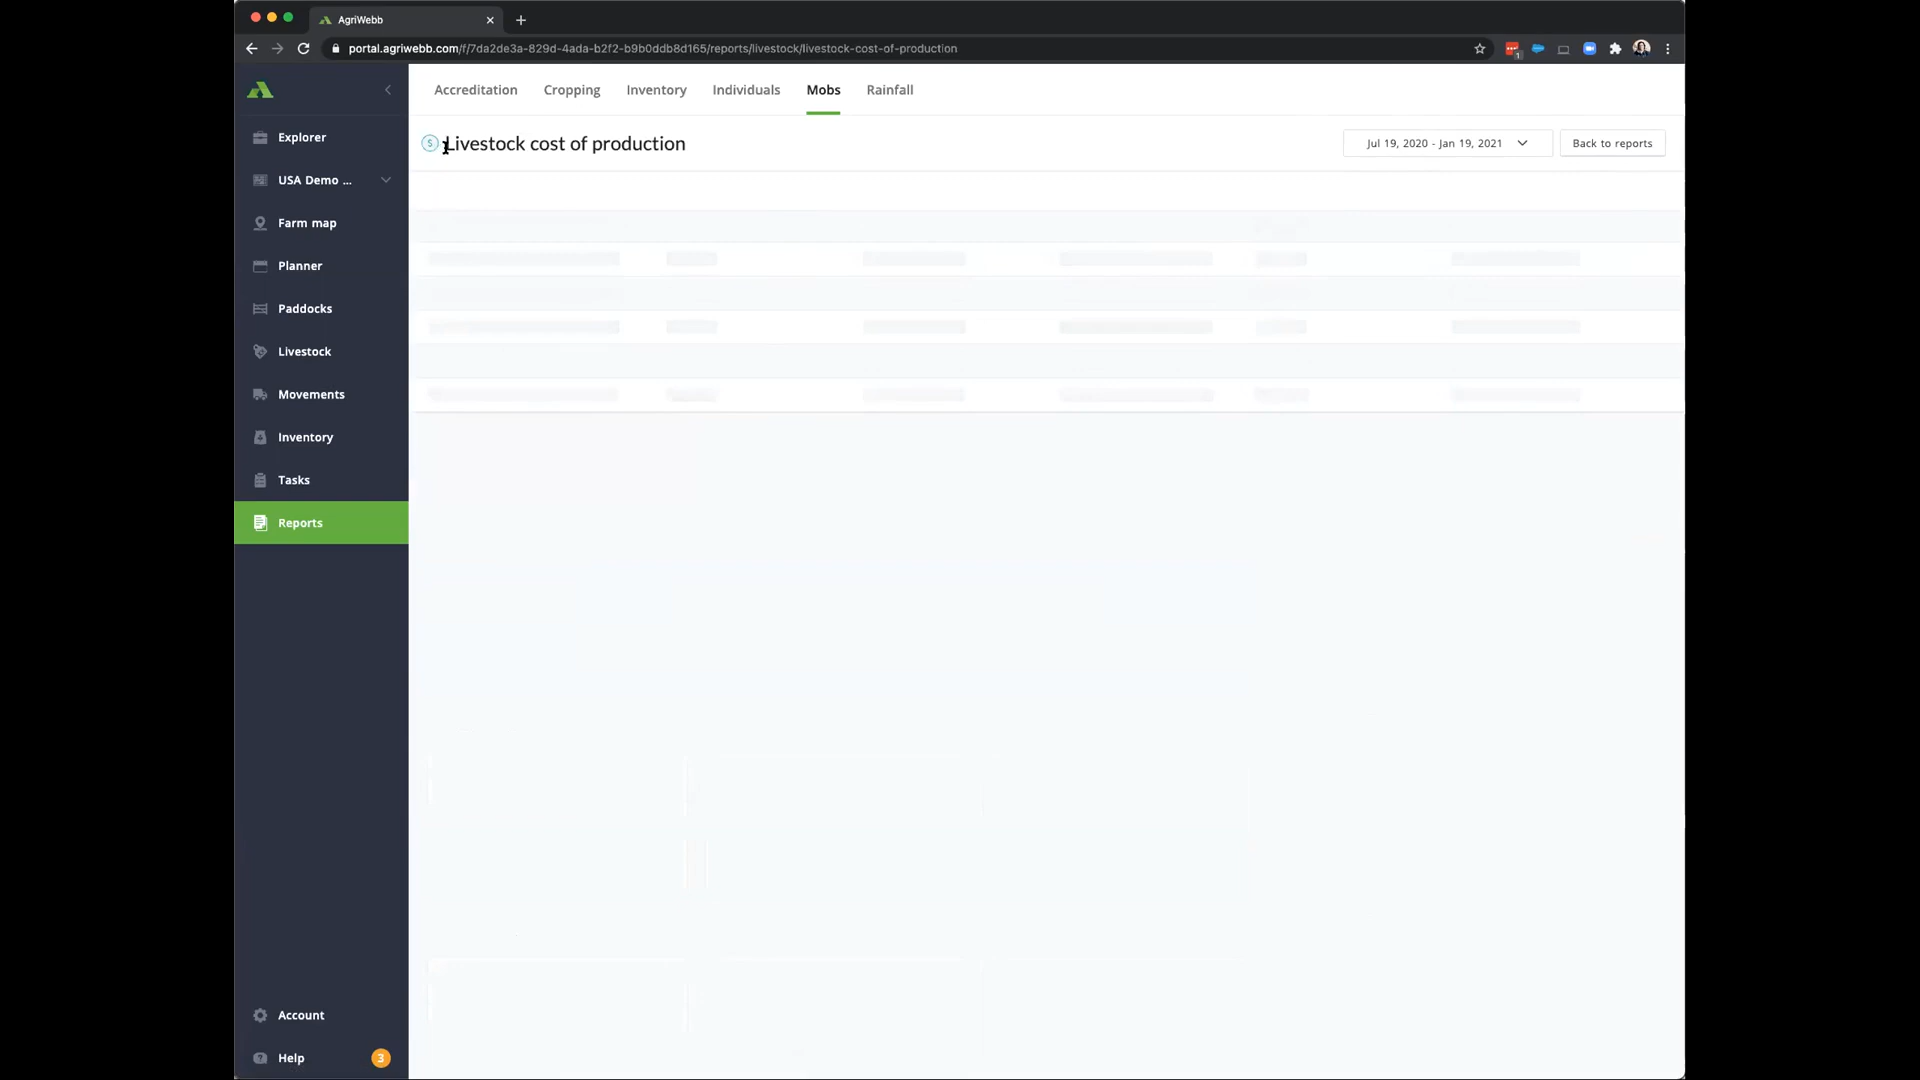 AgriWebb
portal.agriwebb.com/f/7da2de3a-829d-4ada-b2f2-b9b0ddb8d165/reports/livestock/livestock-cost-of-production
1
Accreditation Cropping Inventory Individuals Mobs Rainfall
$ Livestock cost of production
Jul 19, 2020 - Jan 19, 2021
Back to reports
Explorer
USA Demo ...
Farm map
Planner
Paddocks
Livestock
Movements
Inventory
Tasks
Reports
Account
Help 3